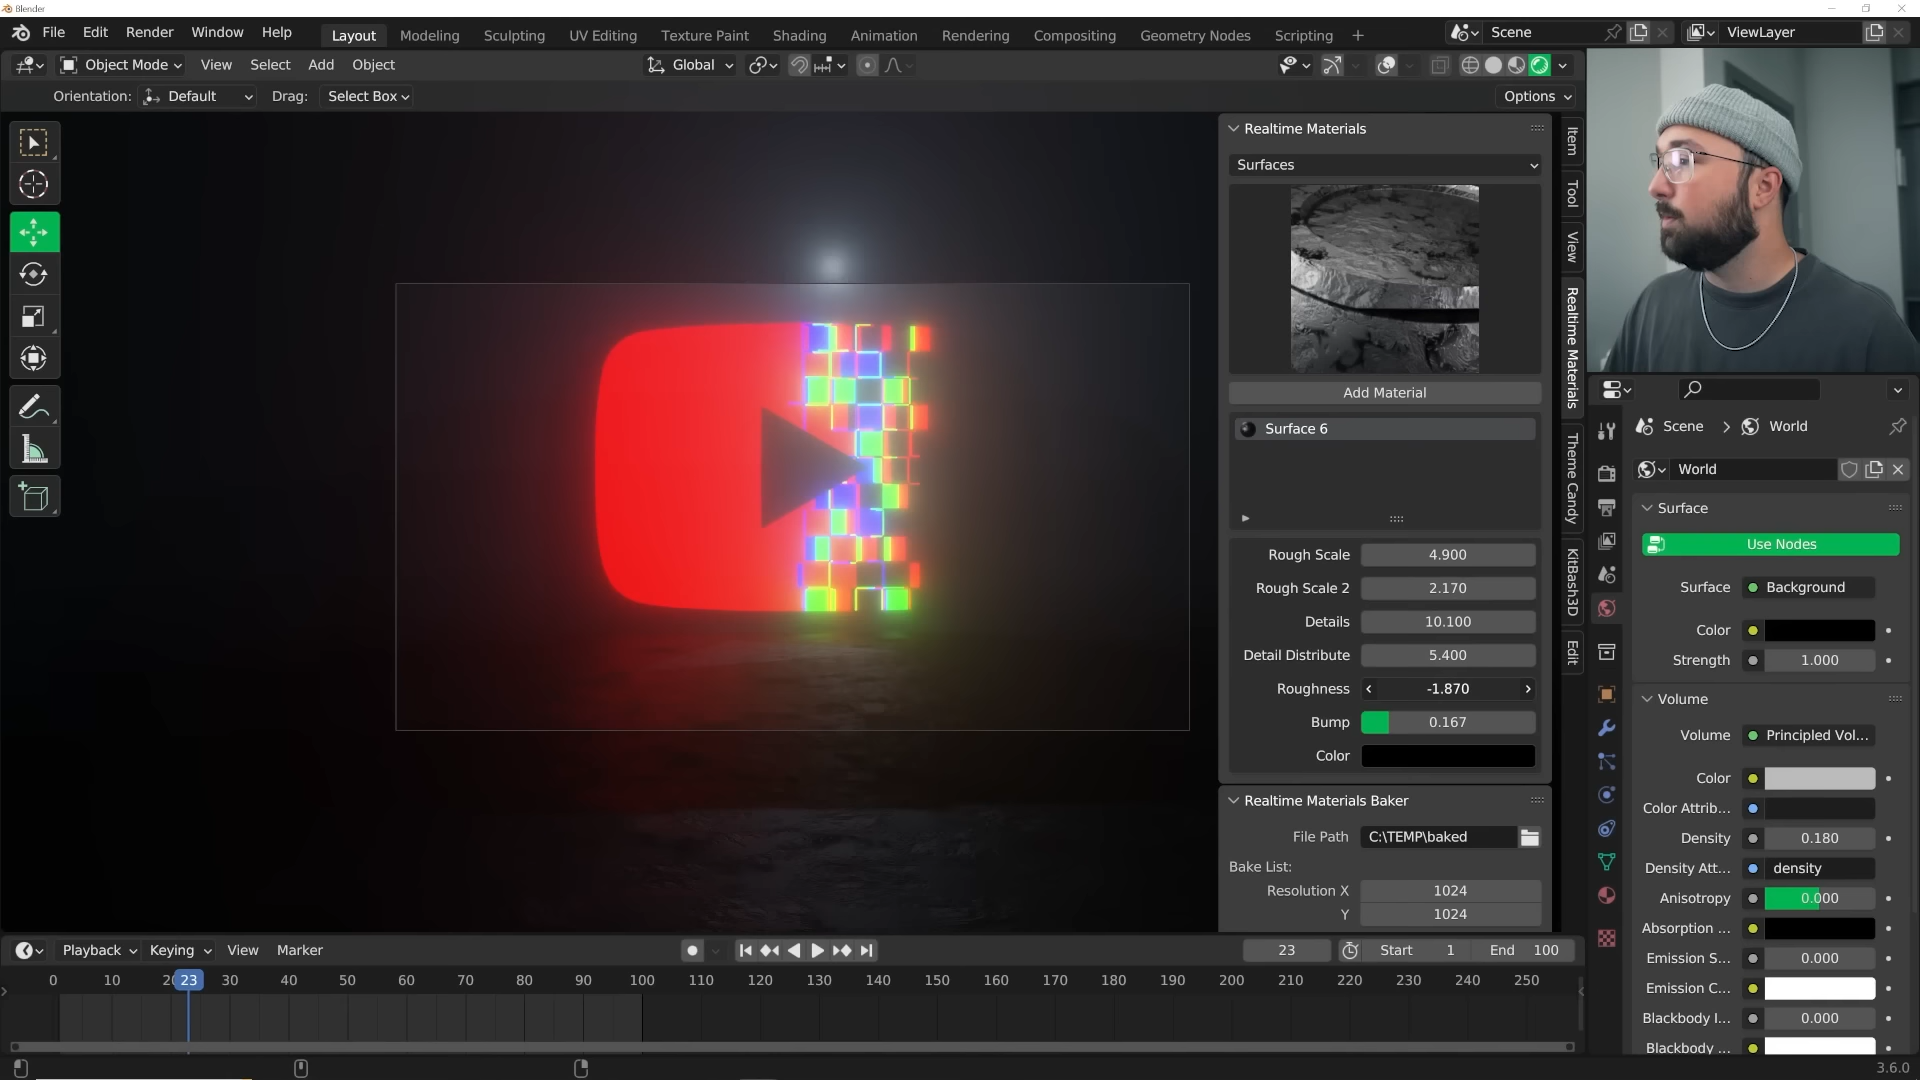 Blender
File Edit Render Window Help Layout Modeling Sculpting UV Editing Texture Paint Shading Animation Rendering Compositing Geometry Nodes Scripting + Scene ViewLayer
Object Mode View Select Add Object Global
Orientation: Default Drag: Select Box Options
Realtime Materials
Surfaces
Add Material
Surface 6
Rough Scale 4.900
Rough Scale 2 2.170
Details 10.100
Detail Distribute 5.400
Roughness -1.870
Bump 0.167
Color
Realtime Materials Baker
File Path C:\TEMP\baked
Bake List:
Resolution X 1024
Y 1024
Item
Tool
View
Realtime Materials
Theme Candy
KitBash3D
Edit
Scene > World
World
Surface
Use Nodes
Surface Background
Color
Strength 1.000
Volume
Volume Principled Vol...
Color
Color Attrib...
Density 0.180
Density Att... density
Anisotropy 0.000
Absorption ...
Emission S... 0.000
Emission C...
Blackbody I... 0.000
Blackbody ...
Playback Keying View Marker 23 Start 1 End 100
0 10 20 23 30 40 50 60 70 80 90 100 110 120 130 140 150 160 170 180 190 200 210 220 230 240 250
3.6.0